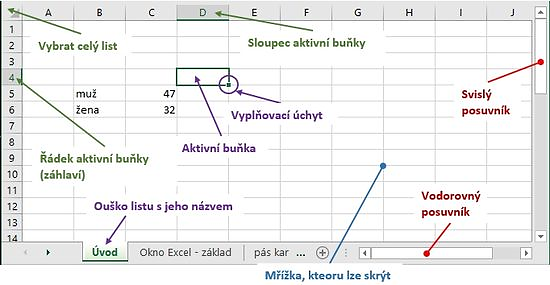 A B C D E F G H I J
1
Vybrat celý list
Sloupec aktivní buňky
2
3
4
5 muž 47
Svislý
posuvník
6 žena 32
Vyplňovací úchyt
7
8
Aktivní buňka
9
Řádek aktivní buňky
(záhlaví)
10
11
12
Ouško listu s jeho názvem
Vodorovný
posuvník
13
14
Úvod Okno Excel - základ pás kar ...
Mřížka, kteoru lze skrýt